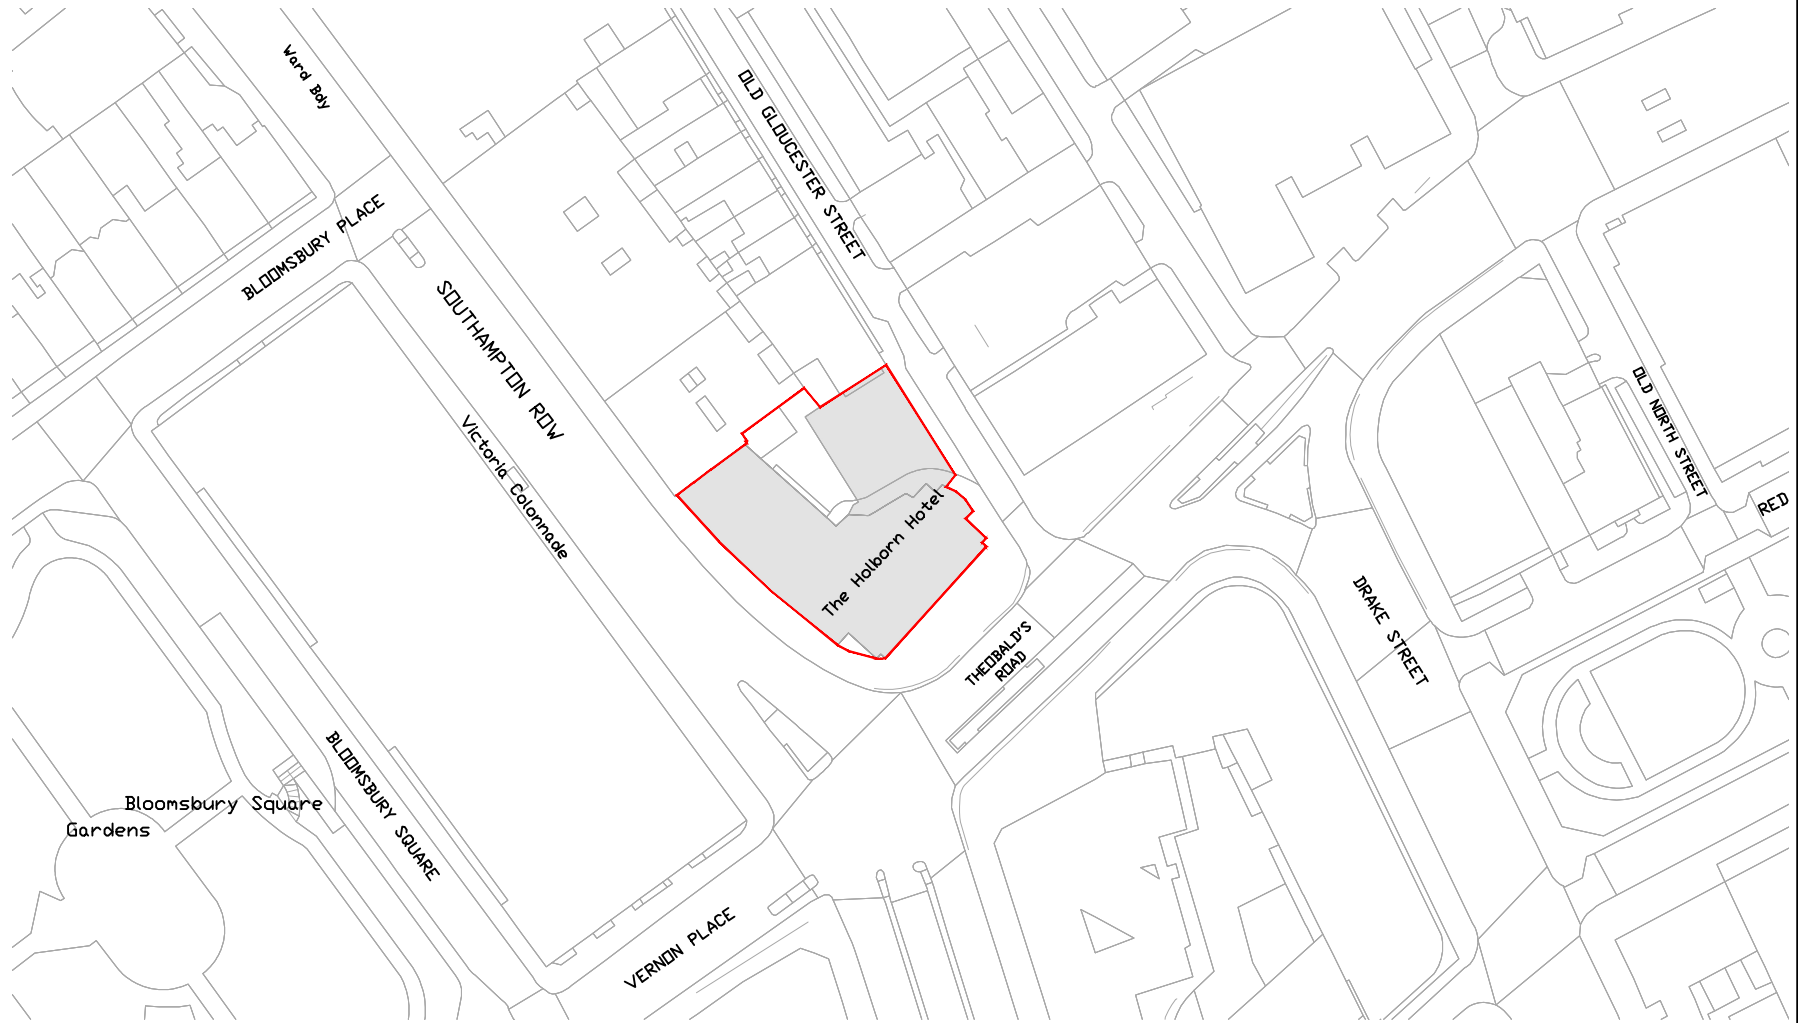 Ward Bdy
OLD GLOUCESTER STREET
BLOOMSBURY PLACE
SOUTHAMPTON ROW
Victoria Colonnade
OLD NORTH STREET
RED
The Holborn Hotel
DRAKE STREET
THEOBALD'S
ROAD
BLOOMSBURY SQUARE
Bloomsbury Square
Gardens
VERNON PLACE